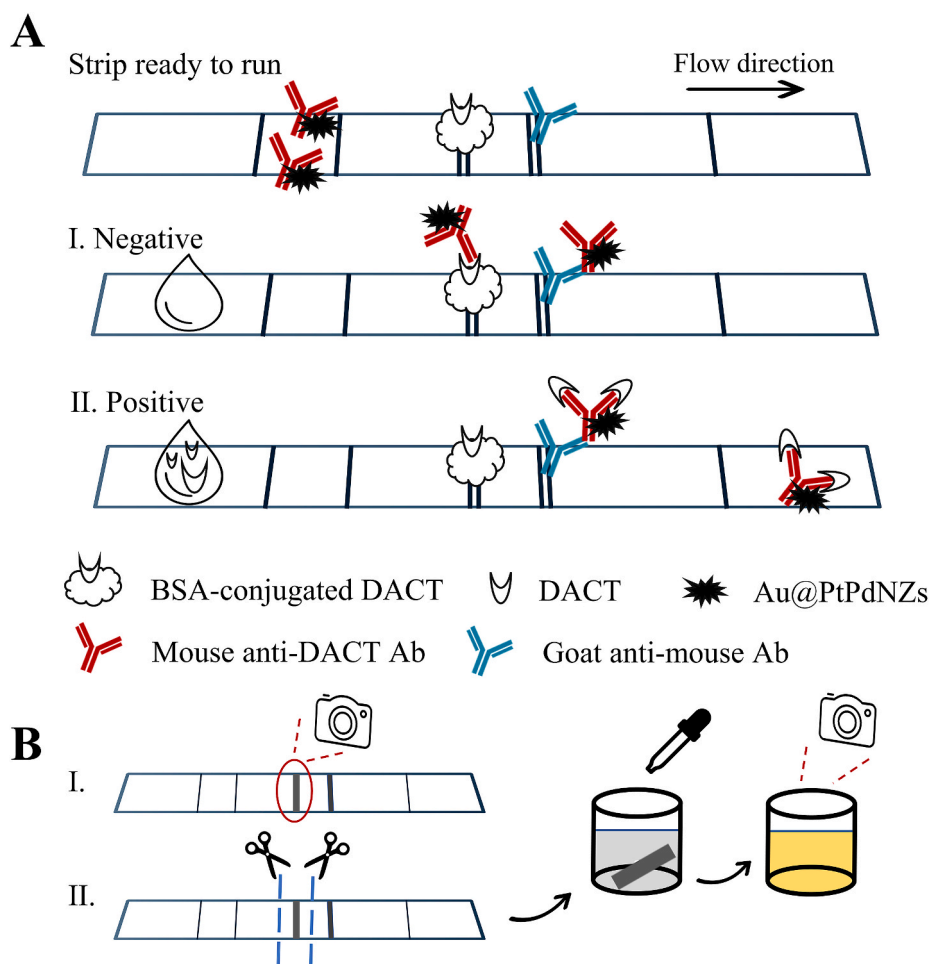 A
Strip ready to run
Flow direction
I. Negative
II. Positive
BSA-conjugated DACT
DACT
Au@PtPdNZs
Mouse anti-DACT Ab
Goat anti-mouse Ab
B
I.
II.